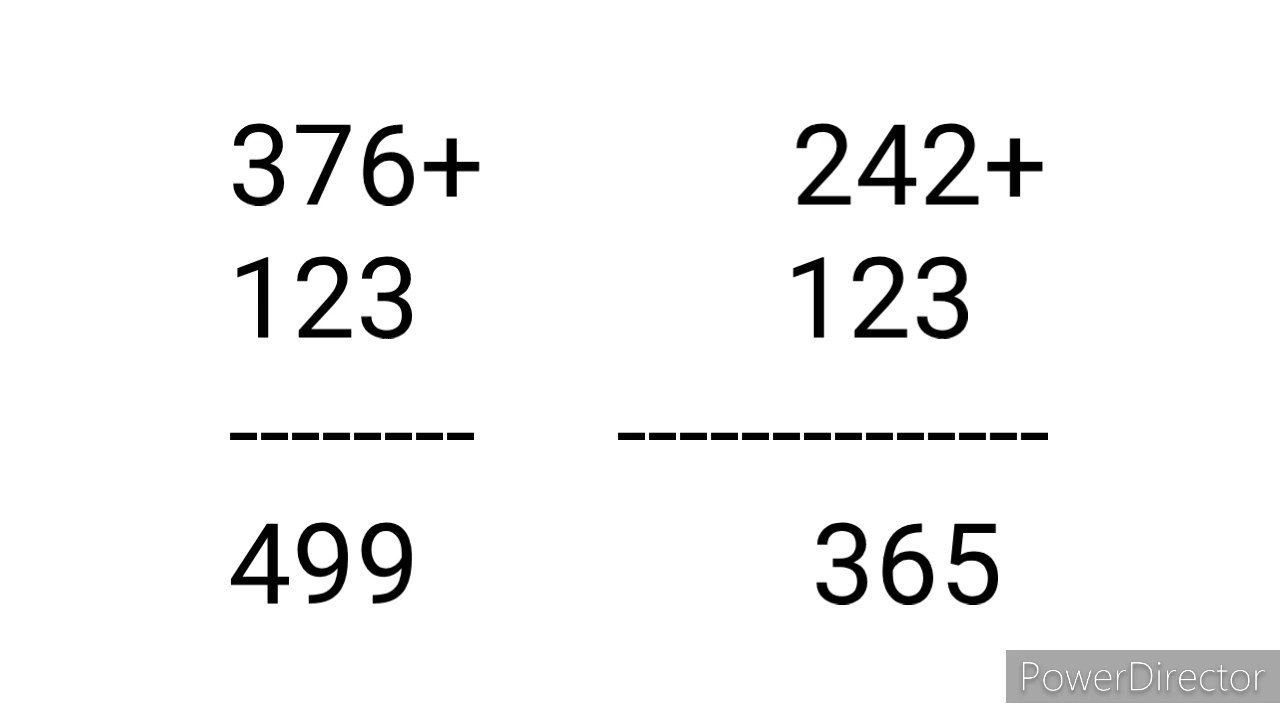 376+ 242+
123 123
-------- --------------
499 365
PowerDirector